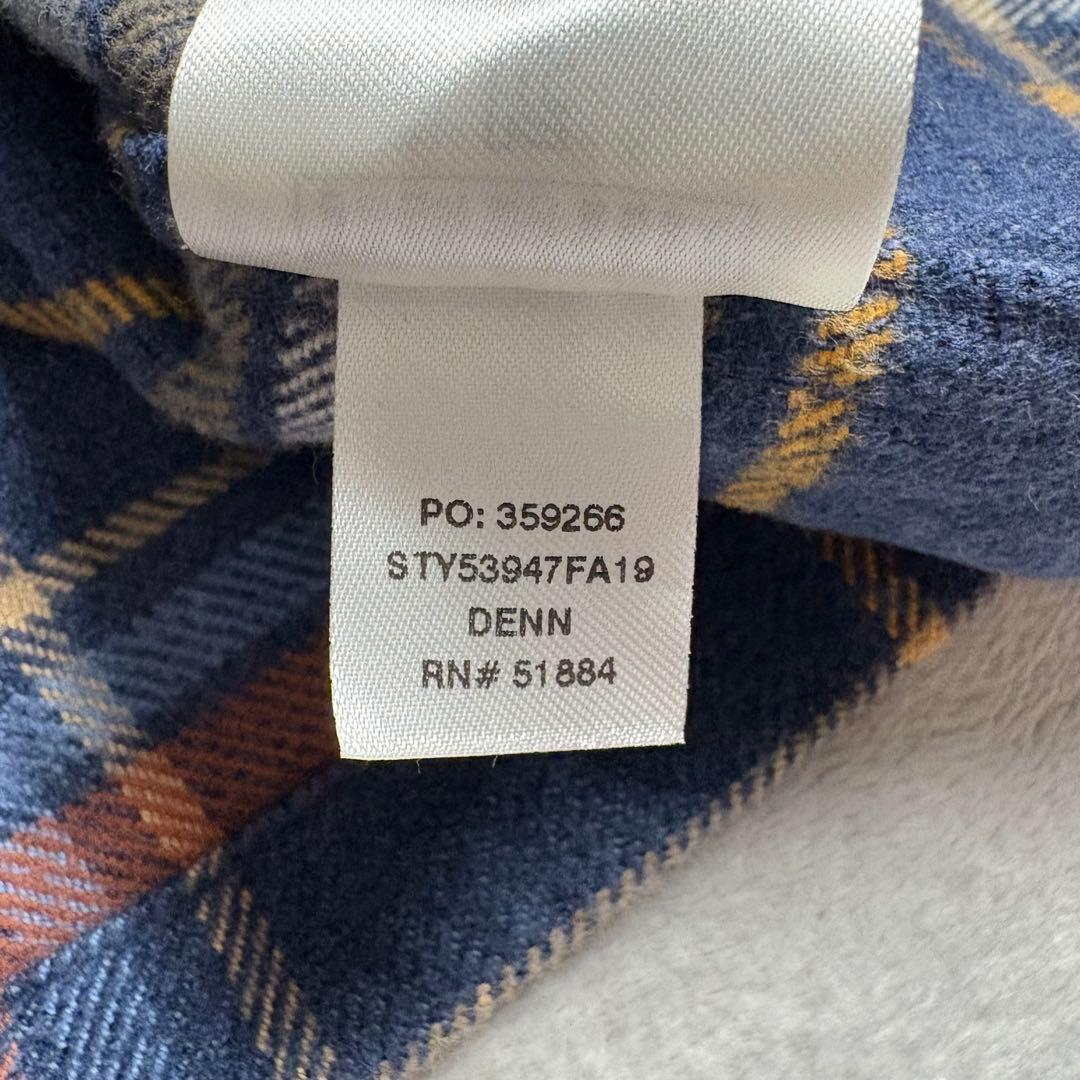 PO: 359266
STY53947FA19
DENN
RN# 51884